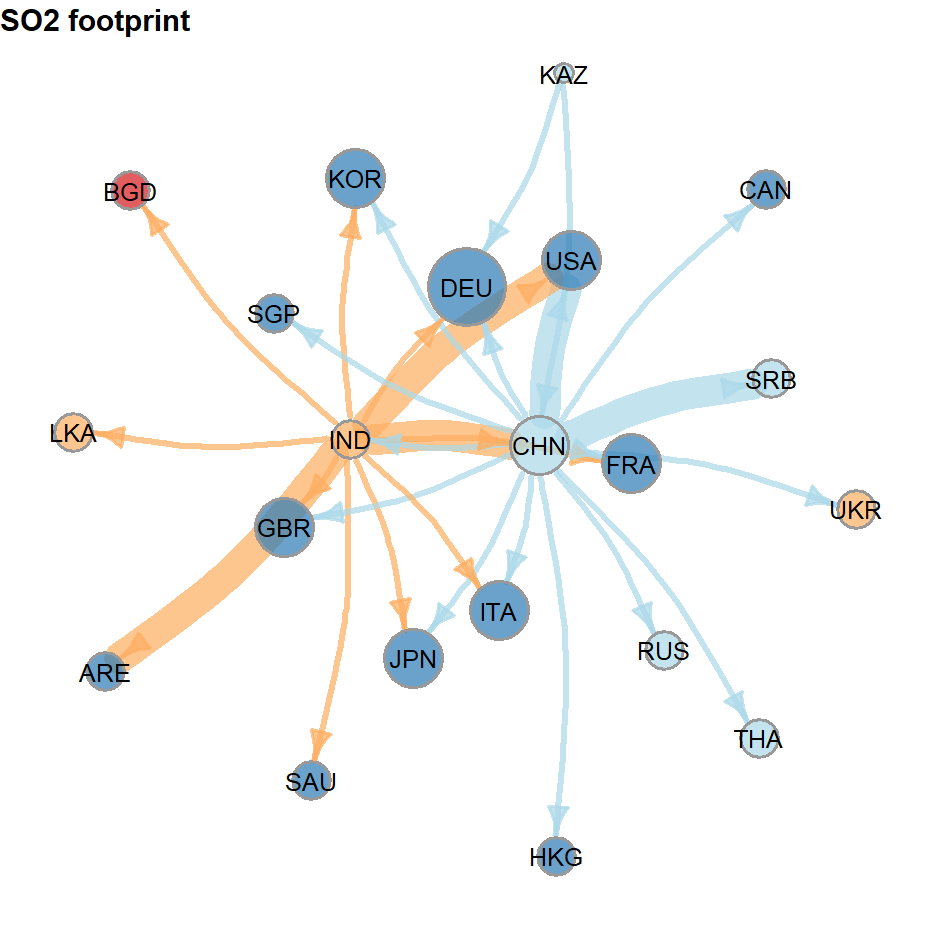 SO2 footprint
KAZ
BGD
KOR
CAN
USA
DEU
SGP
SRB
LKA
IND
CHN
FRA
UKR
GBR
ITA
RUS
JPN
ARE
THA
SAU
HKG